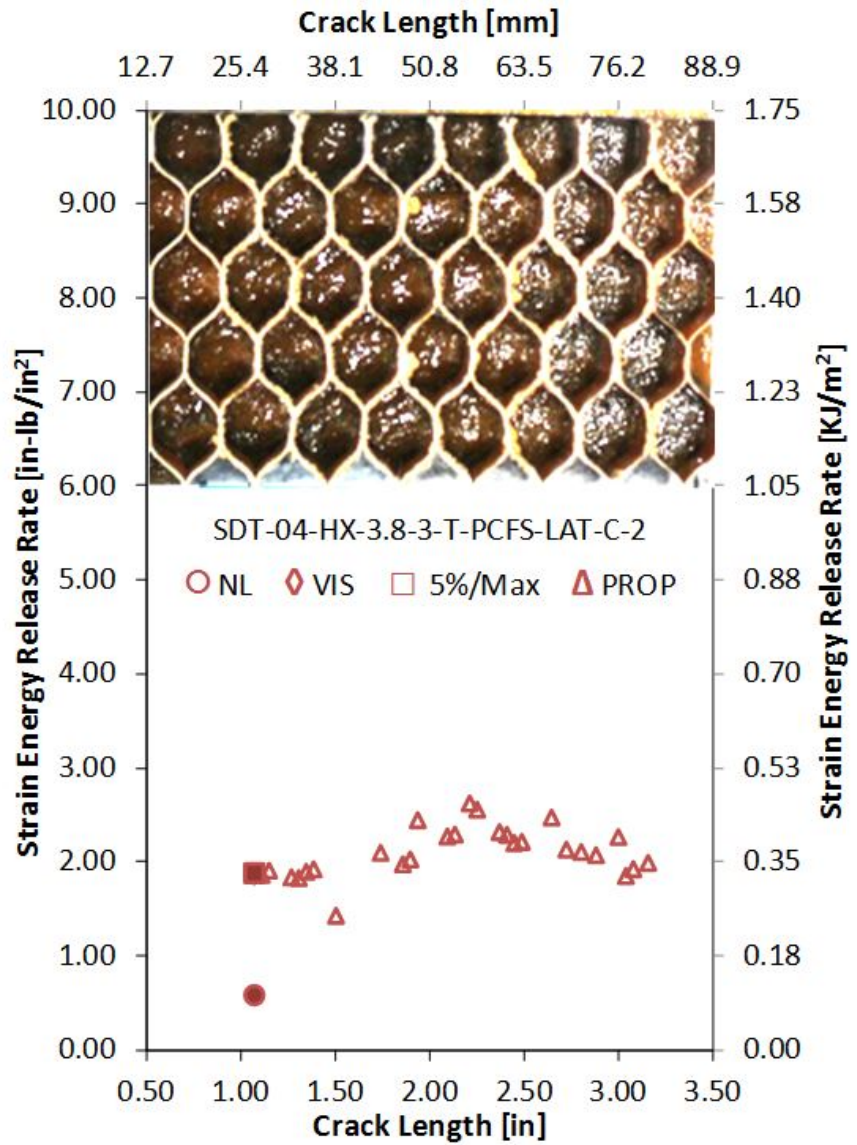 Crack Length [mm]
12.7 25.4 38.1 50.8 63.5 76.2 88.9
10.00 1.75
9.00 1.58
8.00 1.40
7.00 1.23
6.00 1.05
SDT-04-HX-3.8-3-T-PCFS-LAT-C-2
5.00 NL VIS 5%/Max PROP 0.88
4.00 0.70
3.00 0.53
2.00 0.35
1.00 0.18
0.00 0.00
Strain Energy Release Rate [in-lb/in²]
Strain Energy Release Rate [KJ/m²]
0.50 1.00 1.50 2.00 2.50 3.00 3.50
Crack Length [in]